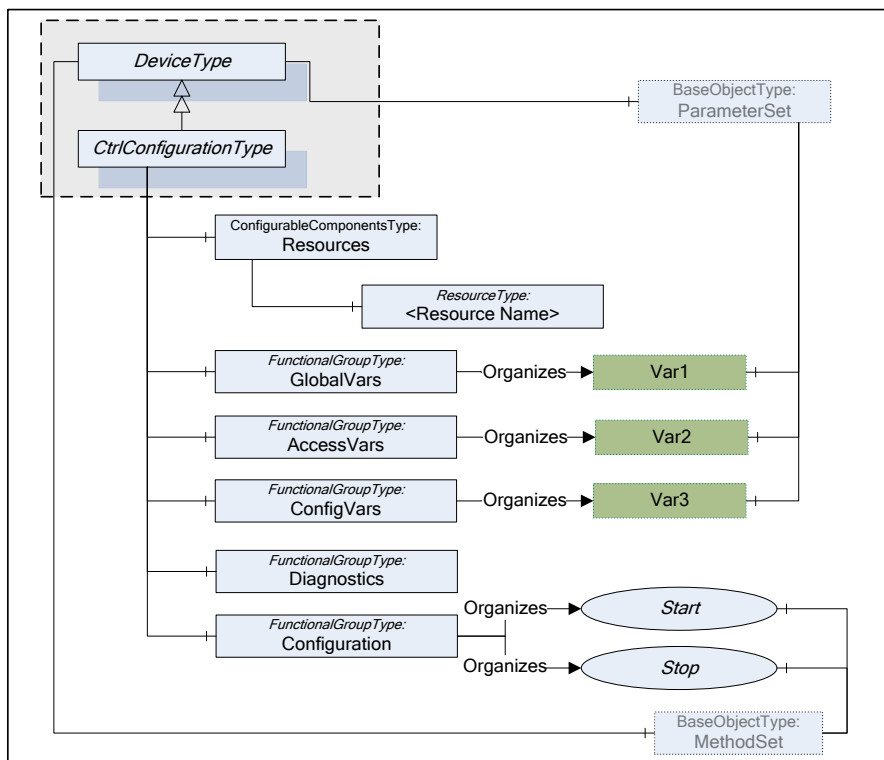 DeviceType
BaseObjectType:
ParameterSet
CtrlConfigurationType
ConfigurableComponentsType:
Resources
ResourceType:
<Resource Name>
FunctionalGroupType:
GlobalVars
Organizes
Var1
FunctionalGroupType:
AccessVars
Organizes
Var2
FunctionalGroupType:
ConfigVars
Organizes
Var3
FunctionalGroupType:
Diagnostics
FunctionalGroupType:
Configuration
Organizes
Start
Organizes
Stop
BaseObjectType:
MethodSet